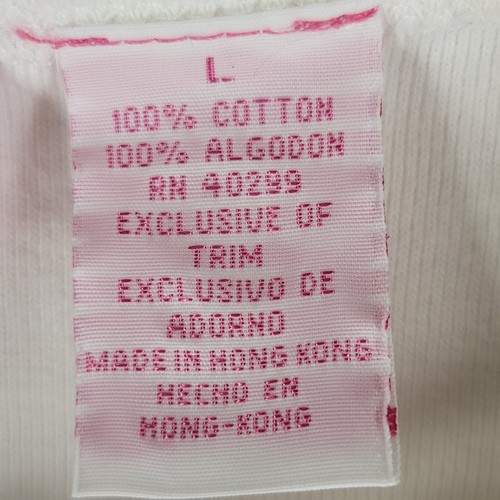 L
100% COTTON
100% ALGODON
RN 40299
EXCLUSIVE OF
TRIM
EXCLUSIVO DE
ADORNO
MADE IN HONG KONG
HECHO EN
HONG-KONG